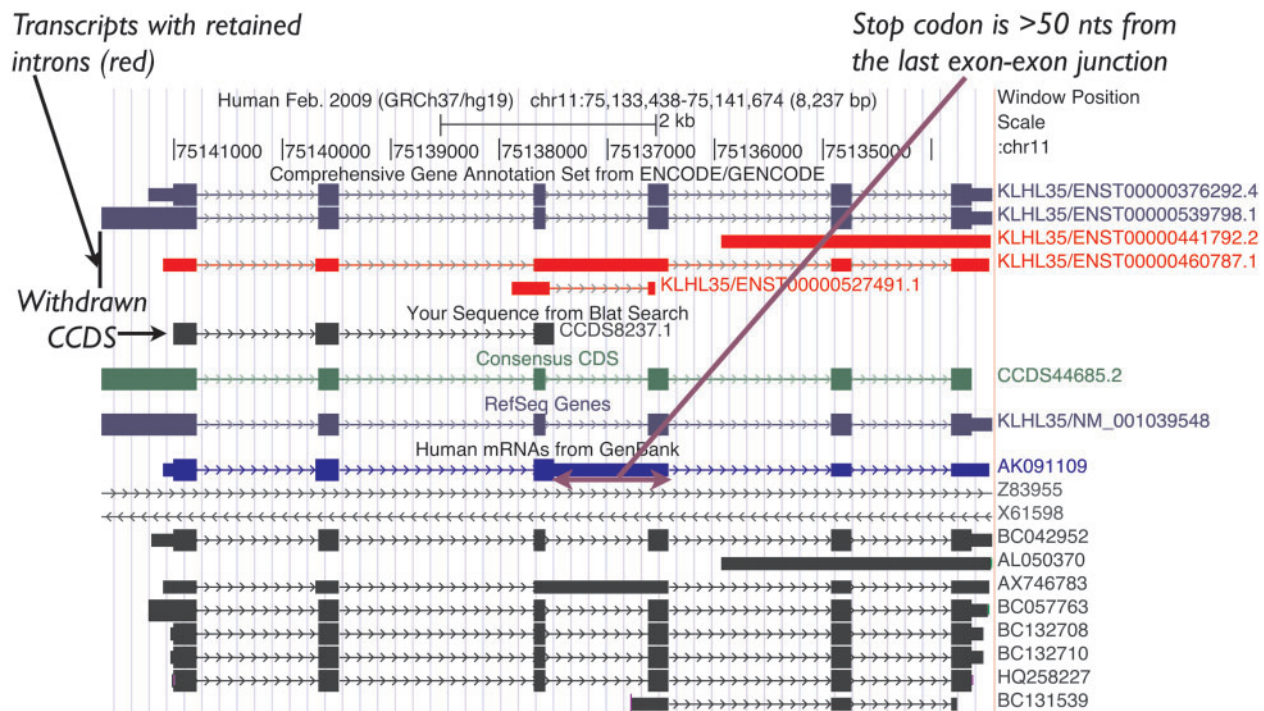 Transcripts with retained
introns (red)
Stop codon is >50 nts from
the last exon-exon junction
Human Feb. 2009 (GRCh37/hg19) chr11:75,133,438-75,141,674 (8,237 bp)
Window Position
2 kb
Scale
|75141000 |75140000 |75139000 |75138000 |75137000 |75136000 |75135000 |
:chr11
Comprehensive Gene Annotation Set from ENCODE/GENCODE
KLHL35/ENST00000376292.4
KLHL35/ENST00000539798.1
KLHL35/ENST00000441792.2
KLHL35/ENST00000460787.1
KLHL35/ENST00000527491.1
Withdrawn
CCDS
Your Sequence from Blat Search
CCDS8237.1
Consensus CDS
CCDS44685.2
RefSeq Genes
KLHL35/NM_001039548
Human mRNAs from GenBank
AK091109
Z83955
X61598
BC042952
AL050370
AX746783
BC057763
BC132708
BC132710
HQ258227
BC131539